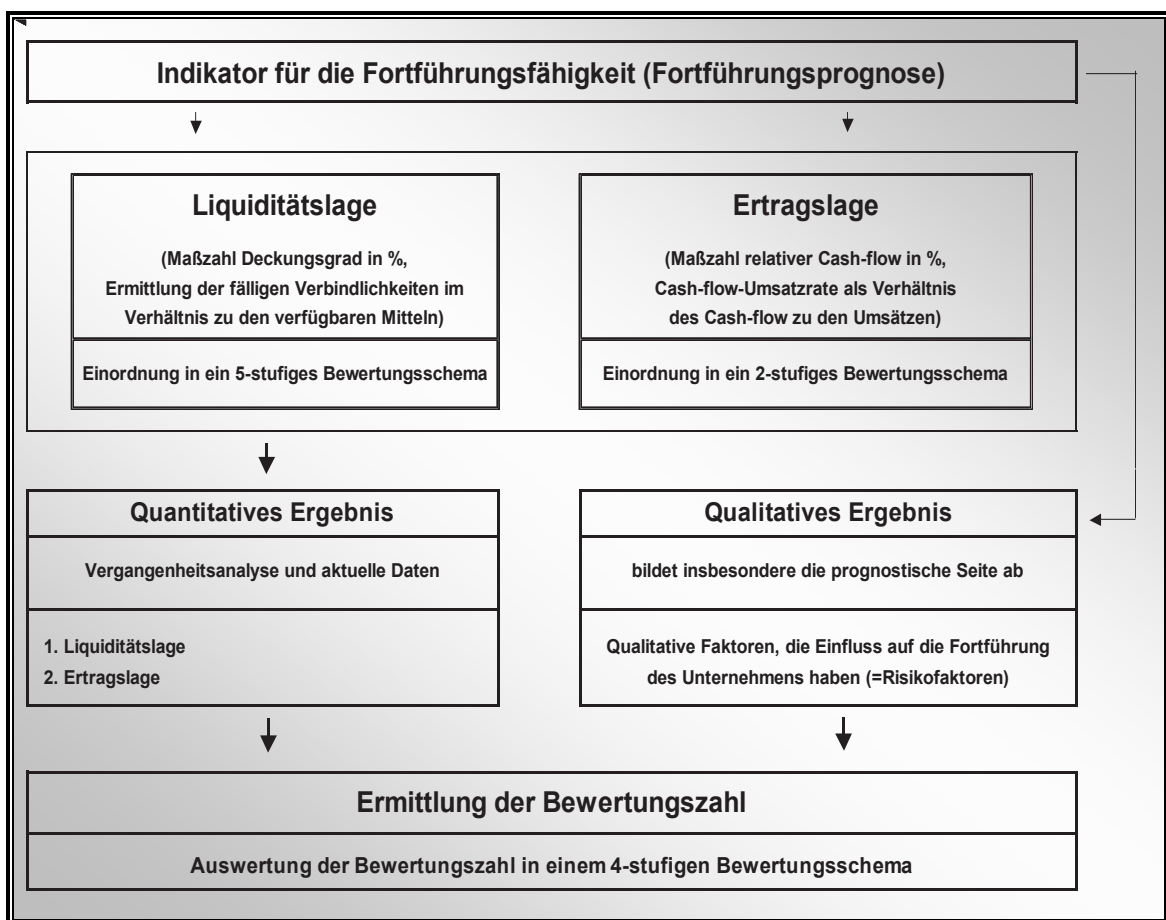 Indikator für die Fortführungsfähigkeit (Fortführungsprognose)
Liquiditätslage
(Maßzahl Deckungsgrad in %,
Ermittlung der fälligen Verbindlichkeiten im
Verhältnis zu den verfügbaren Mitteln)
Einordnung in ein 5-stufiges Bewertungsschema
Ertragslage
(Maßzahl relativer Cash-flow in %,
Cash-flow-Umsatzrate als Verhältnis
des Cash-flow zu den Umsätzen)
Einordnung in ein 2-stufiges Bewertungsschema
Quantitatives Ergebnis
Vergangenheitsanalyse und aktuelle Daten
1. Liquiditätslage
2. Ertragslage
Qualitatives Ergebnis
bildet insbesondere die prognostische Seite ab
Qualitative Faktoren, die Einfluss auf die Fortführung
des Unternehmens haben (=Risikofaktoren)
Ermittlung der Bewertungszahl
Auswertung der Bewertungszahl in einem 4-stufigen Bewertungsschema